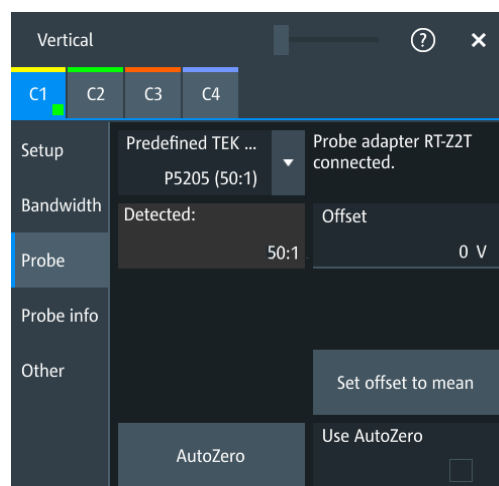 Vertical
?
C1 C2 C3 C4
Setup
Bandwidth
Probe
Probe info
Other
Predefined TEK ...
P5205 (50:1)
Probe adapter RT-Z2T
connected.
Detected:
50:1
Offset
0 V
Set offset to mean
AutoZero
Use AutoZero